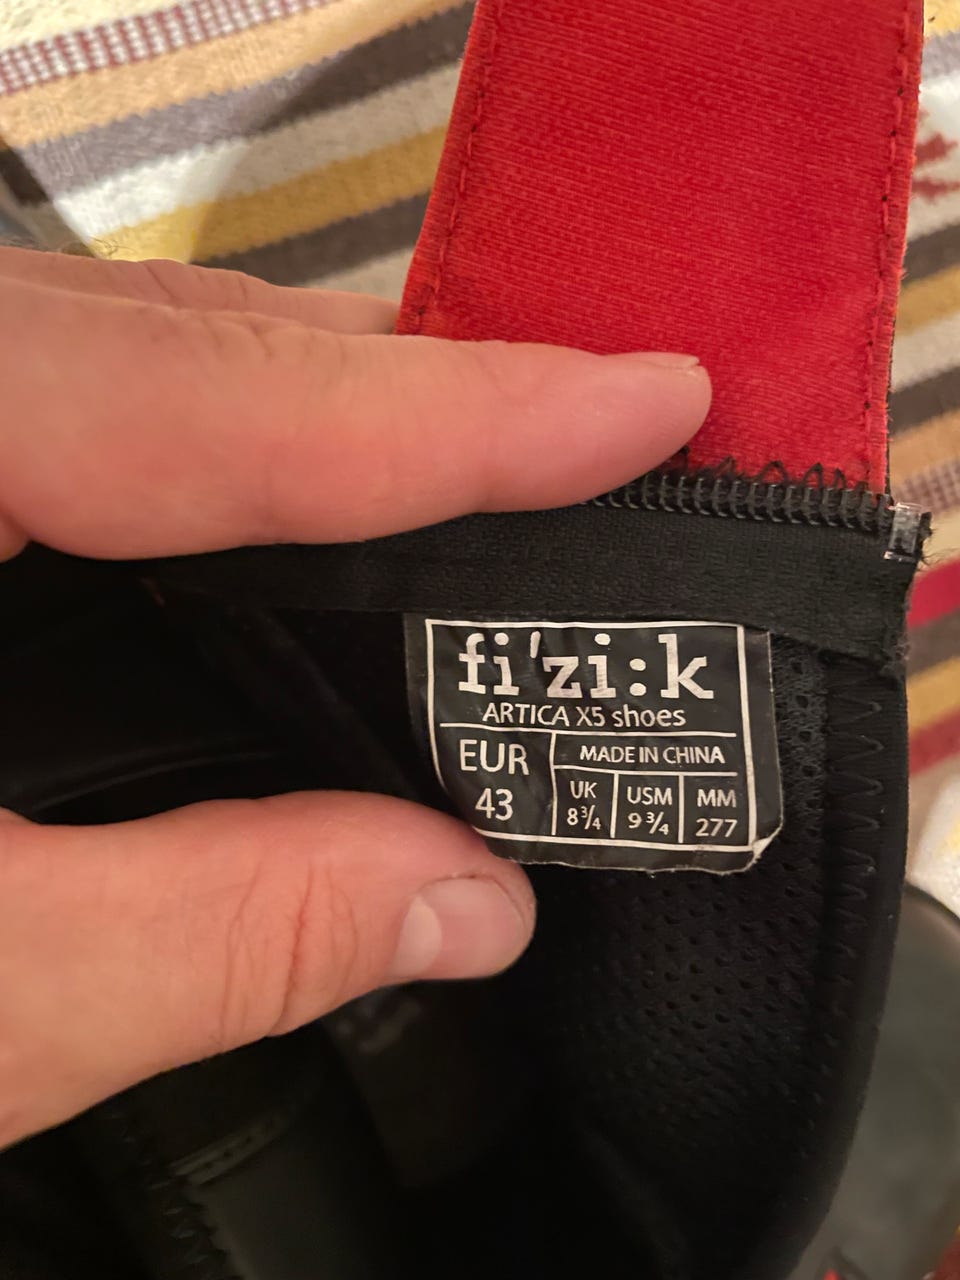 fi'zi:k
ARTICA X5 shoes
EUR
43
MADE IN CHINA
UK
8 3/4
USM
9 3/4
MM
277